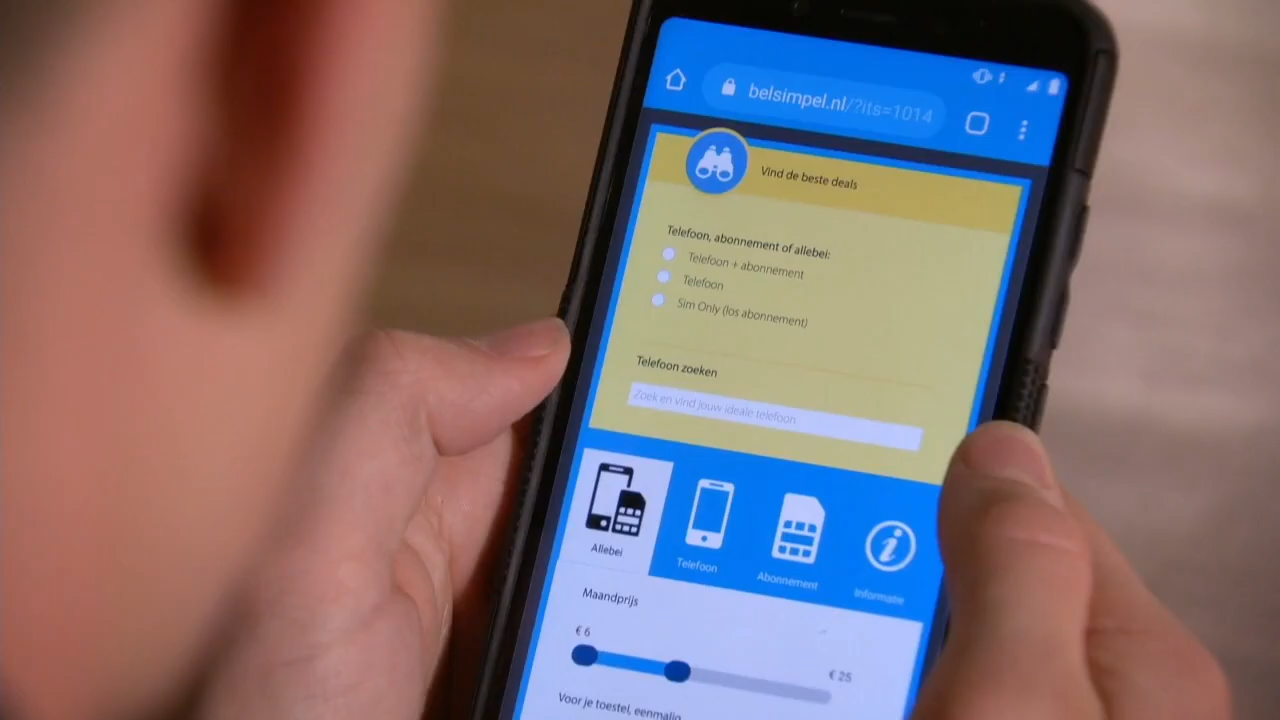 belsimpel.nl/?its=1014
Vind de beste deals
Telefoon, abonnement of allebei:
Telefoon + abonnement
Telefoon
Sim Only (los abonnement)
Telefoon zoeken
Zoek en vind jouw ideale telefoon
Allebei
Telefoon
Abonnement
Informatie
Maandprijs
€ 6
€ 25
Voor je toestel, eenmalig